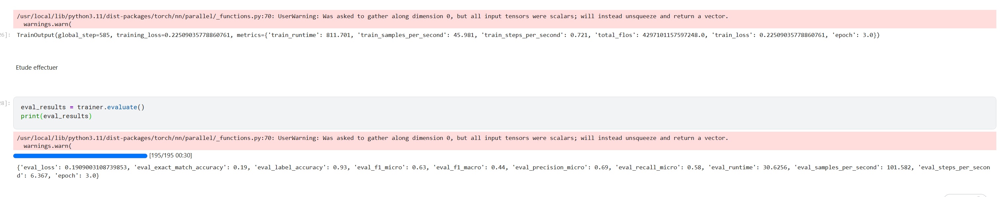 /usr/local/lib/python3.11/dist-packages/torch/nn/parallel/_functions.py:70: UserWarning: Was asked to gather along dimension 0, but all input tensors were scalars; will instead unsqueeze and return a vector.
warnings.warn(
26]: TrainOutput(global_step=585, training_loss=0.22509035778860761, metrics={'train_runtime': 811.701, 'train_samples_per_second': 45.981, 'train_steps_per_second': 0.721, 'total_flos': 4297101157597248.0, 'train_loss': 0.22509035778860761, 'epoch': 3.0})
Etude effectuer
28]: eval_results = trainer.evaluate()
print(eval_results)
/usr/local/lib/python3.11/dist-packages/torch/nn/parallel/_functions.py:70: UserWarning: Was asked to gather along dimension 0, but all input tensors were scalars; will instead unsqueeze and return a vector.
warnings.warn(
[195/195 00:30]
{'eval_loss': 0.1909003108739853, 'eval_exact_match_accuracy': 0.19, 'eval_label_accuracy': 0.93, 'eval_f1_micro': 0.63, 'eval_f1_macro': 0.44, 'eval_precision_micro': 0.69, 'eval_recall_micro': 0.58, 'eval_runtime': 30.6256, 'eval_samples_per_second': 101.582, 'eval_steps_per_secon
d': 6.367, 'epoch': 3.0}